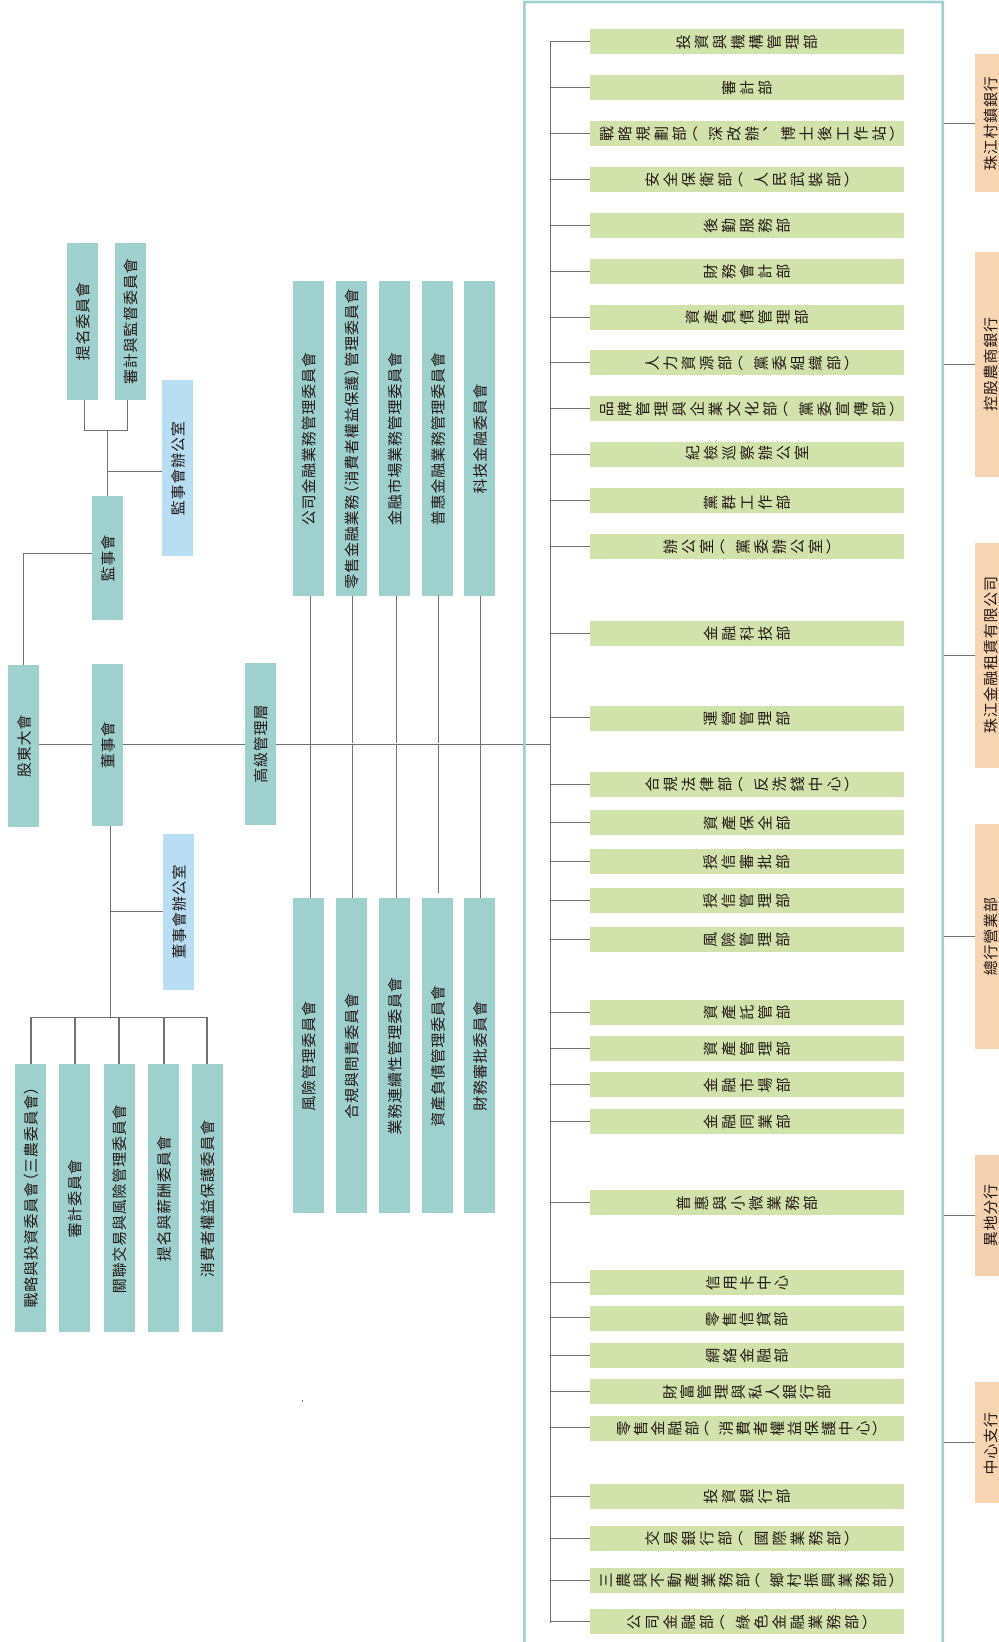 股東大會
監事會
提名委員會
審計與監督委員會
監事會辦公室
董事會
董事會辦公室
戰略與投資委員會(三農委員會)
審計委員會
關聯交易與風險管理委員會
提名與薪酬委員會
消費者權益保護委員會
高級管理層
公司金融業務管理委員會
零售金融業務(消費者權益保護)管理委員會
金融市場業務管理委員會
普惠金融業務管理委員會
科技金融委員會
風險管理委員會
合規與問責委員會
業務連續性管理委員會
資產負債管理委員會
財務審批委員會
投資與機構管理部
審計部
戰略規劃部(深改辦、博士後工作站)
安全保衛部(人民武裝部)
後勤服務部
財務會計部
資產負債管理部
人力資源部(黨委組織部)
品牌管理與企業文化部(黨委宣傳部)
紀檢巡察辦公室
黨群工作部
辦公室(黨委辦公室)
金融科技部
運營管理部
合規法律部(反洗錢中心)
資產保全部
授信審批部
授信管理部
風險管理部
資產託管部
資產管理部
金融市場部
金融同業部
普惠與小微業務部
信用卡中心
零售信貸部
網絡金融部
財富管理與私人銀行部
零售金融部(消費者權益保護中心)
投資銀行部
交易銀行部(國際業務部)
三農與不動產業務部(鄉村振興業務部)
公司金融部(綠色金融業務部)
珠江村鎮銀行
控股農商銀行
珠江金融租賃有限公司
總行營業部
異地分行
中心支行